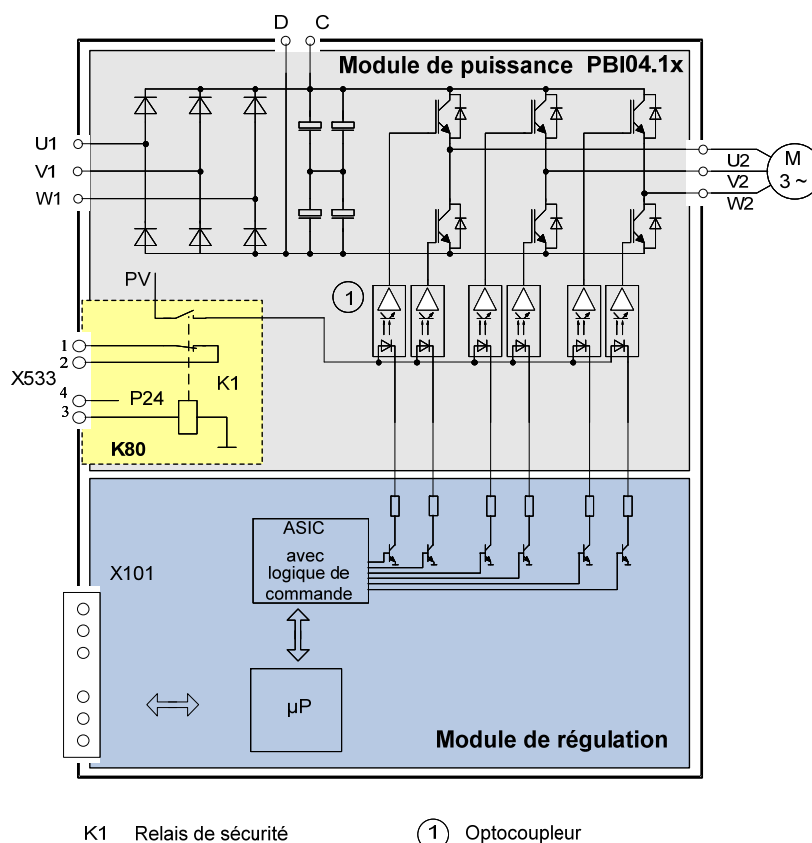 D C
Module de puissance PBI04.1x
U1
V1
W1
U2
V2
W2
M
3 ~
PV
1
1
2
X533
K1
4
P24
3
K80
ASIC
avec
logique de
commande
X101
µP
Module de régulation
K1 Relais de sécurité
1 Optocoupleur